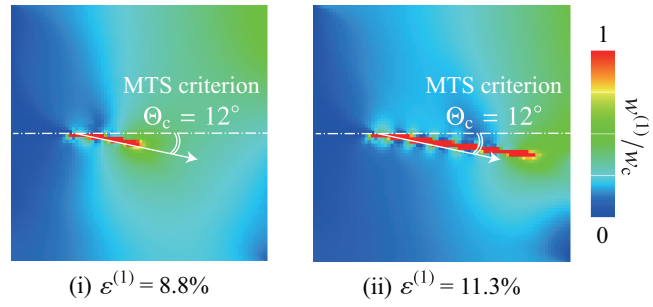 MTS criterion
Θc = 12°
(i) ε(1) = 8.8%
MTS criterion
Θc = 12°
(ii) ε(1) = 11.3%
1
w(1)/wc
0